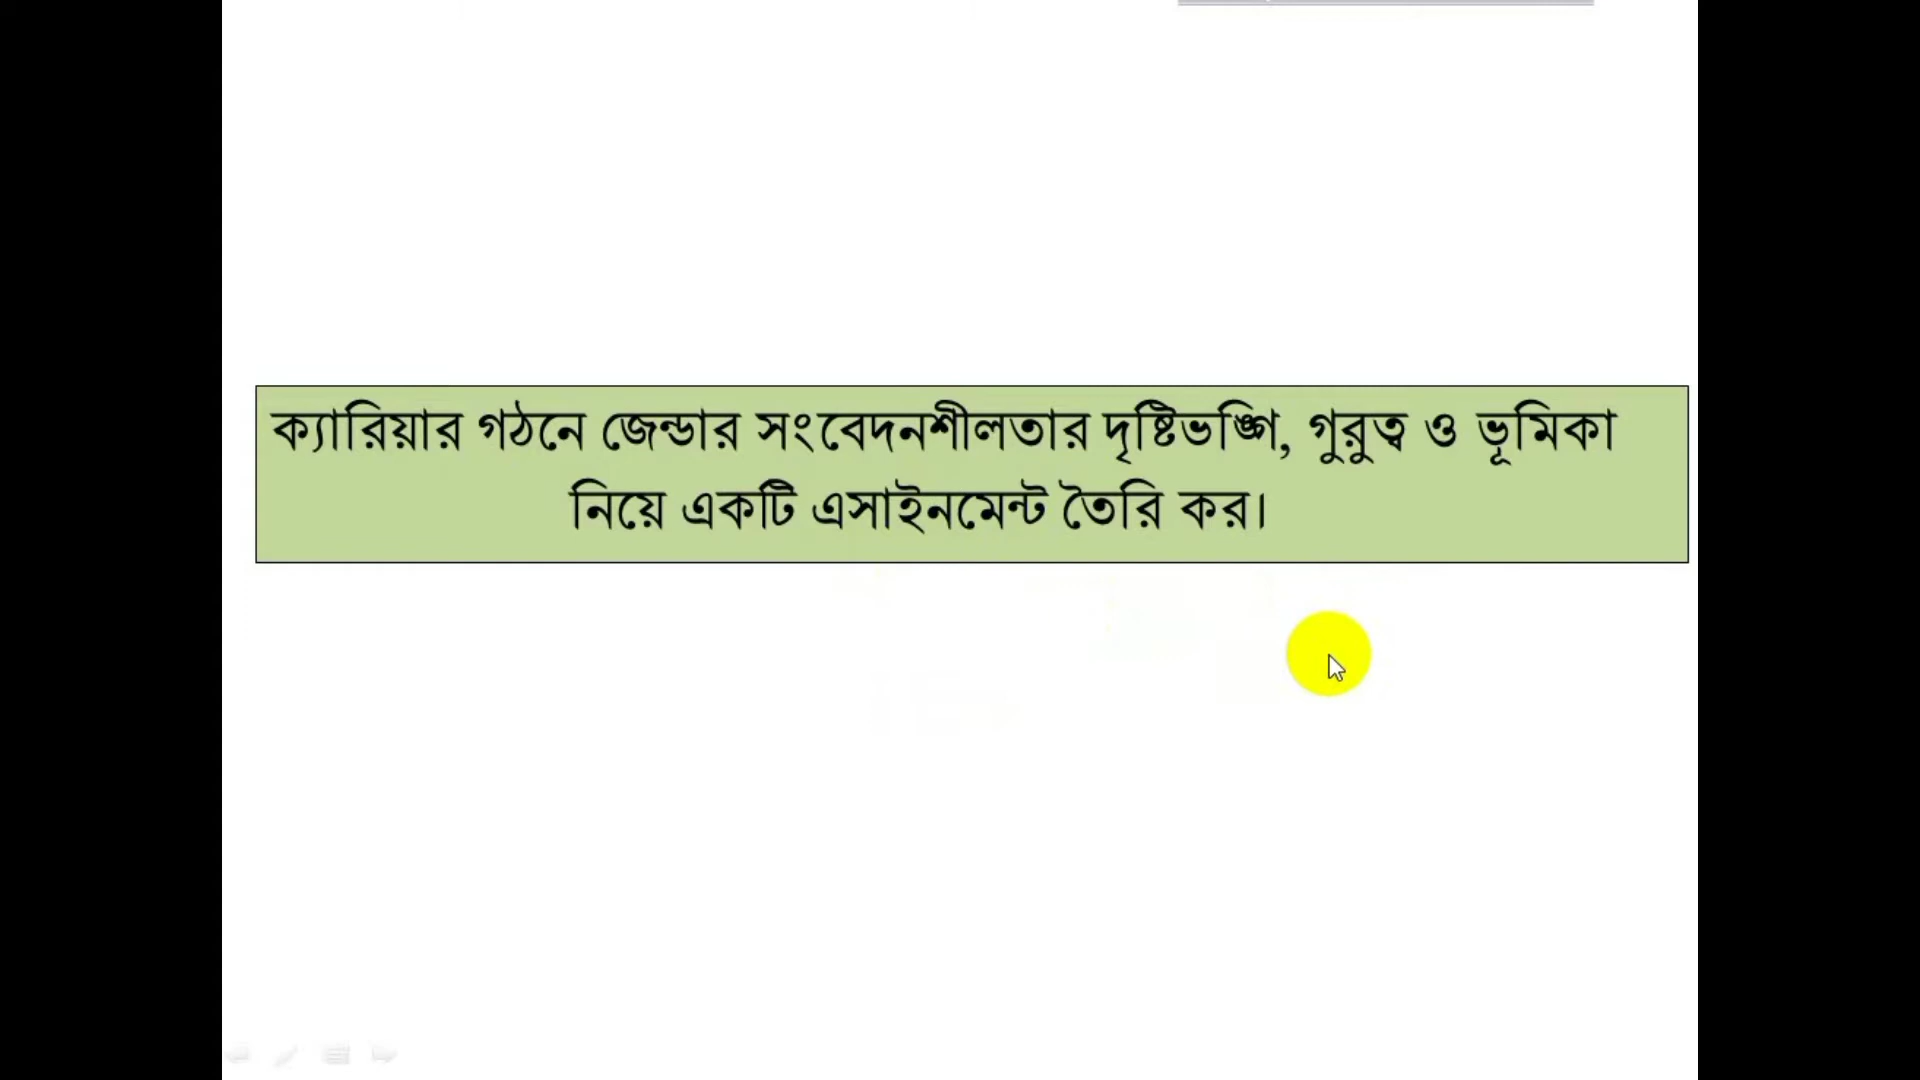 ক্যারিয়ার গঠনে জেন্ডার সংবেদনশীলতার দৃষ্টিভঙ্গি, গুরুত্ব ও ভূমিকা
নিয়ে একটি এসাইনমেন্ট তৈরি কর।